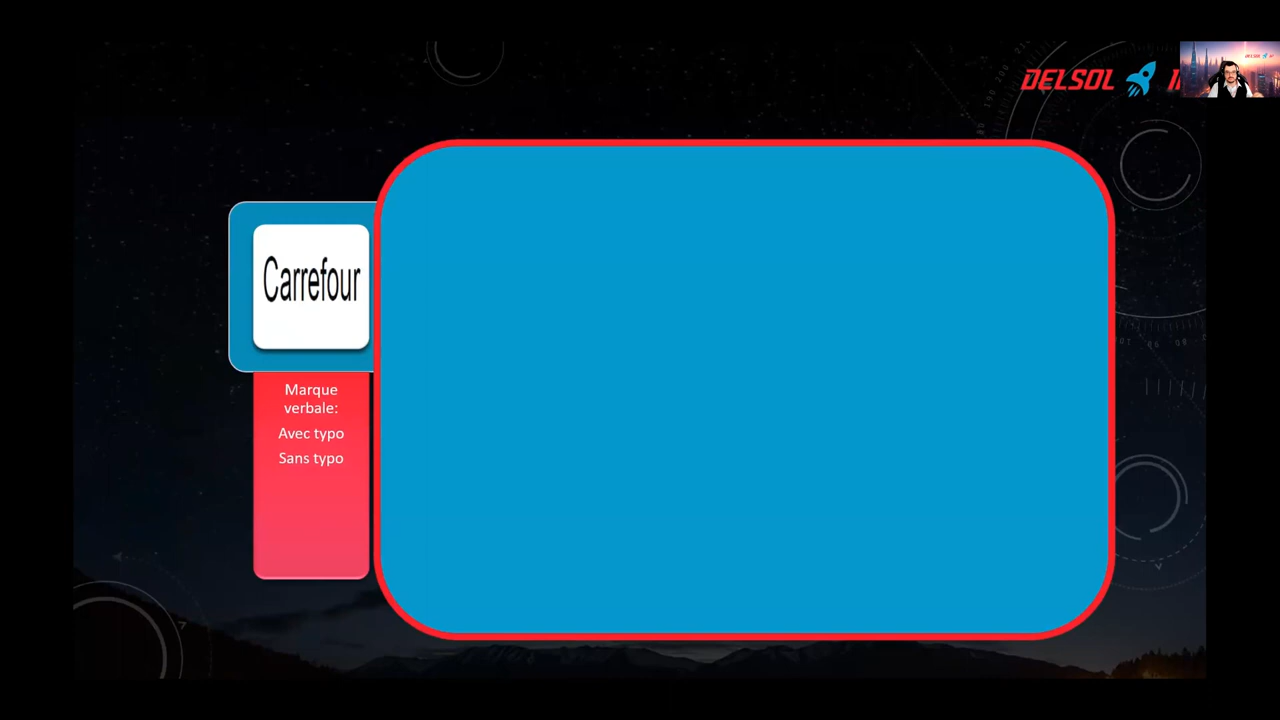 DELSOL
Carrefour
Marque
verbale:
Avec typo
Sans typo